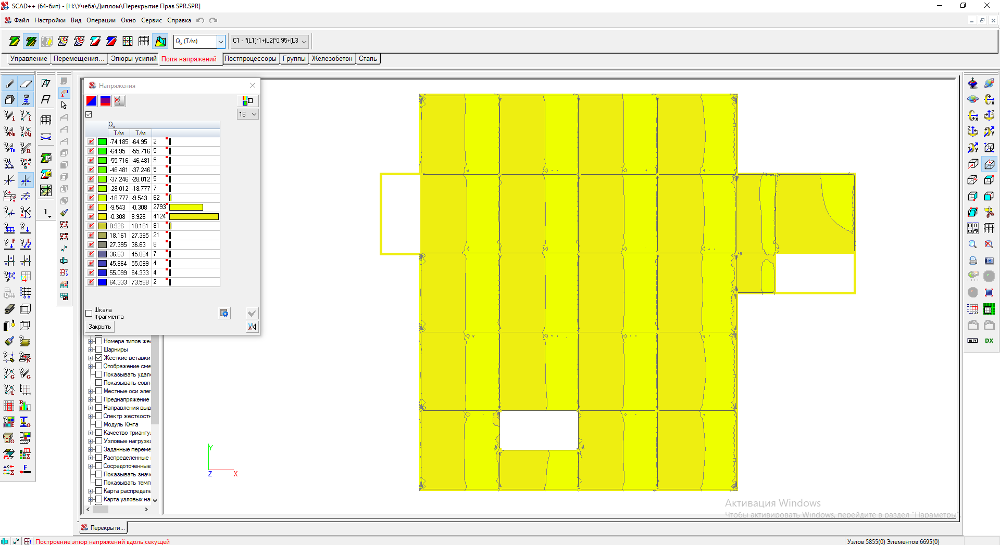 SCAD++ (64-бит) - [H:\Учеба\Диплом\Перекрытие Прав SPR.SPR]
Файл Настройки Вид Операции Окно Сервис Справка
Qx (Т/м) C1 - "(L1)*1+(L2)*0.95+(L3
Управление Перемещения... Эпюры усилий Поля напряжений Постпроцессоры Группы Железобетон Сталь
Напряжения
16
Qx
Т/м Т/м
-74.185 -64.95 2
-64.95 -55.716 5
-55.716 -46.481 5
-46.481 -37.246 5
-37.246 -28.012 5
-28.012 -18.777 7
-18.777 -9.543 62
-9.543 -0.308 2793
-0.308 8.926 4124
8.926 18.161 81
18.161 27.395 21
27.395 36.63 8
36.63 45.864 7
45.864 55.099 4
55.099 64.333 4
64.333 73.568 2
Шкала
фрагмента
Закрыть
Номера типов же
Шарниры
Жесткие вставки
Отображение сме
Показывать удал
Показывать совп
Местные оси элем
Преднапряжение
Направления выд
Спектр жесткостн
Модуль Юнга
Качество триангу
Узловые нагрузки
Заданные переме
Распределенные
Сосредоточенные
Показывать знач
Показывать темп
Карта распределе
Карта узловых на
Y
Z X
1
DX
Активация Windows
Чтобы активировать Windows, перейдите в раздел "Параметры".
Перекрыти...
Построение эпюр напряжений вдоль секущей
Узлов 5855(0) Элементов 6695(0)